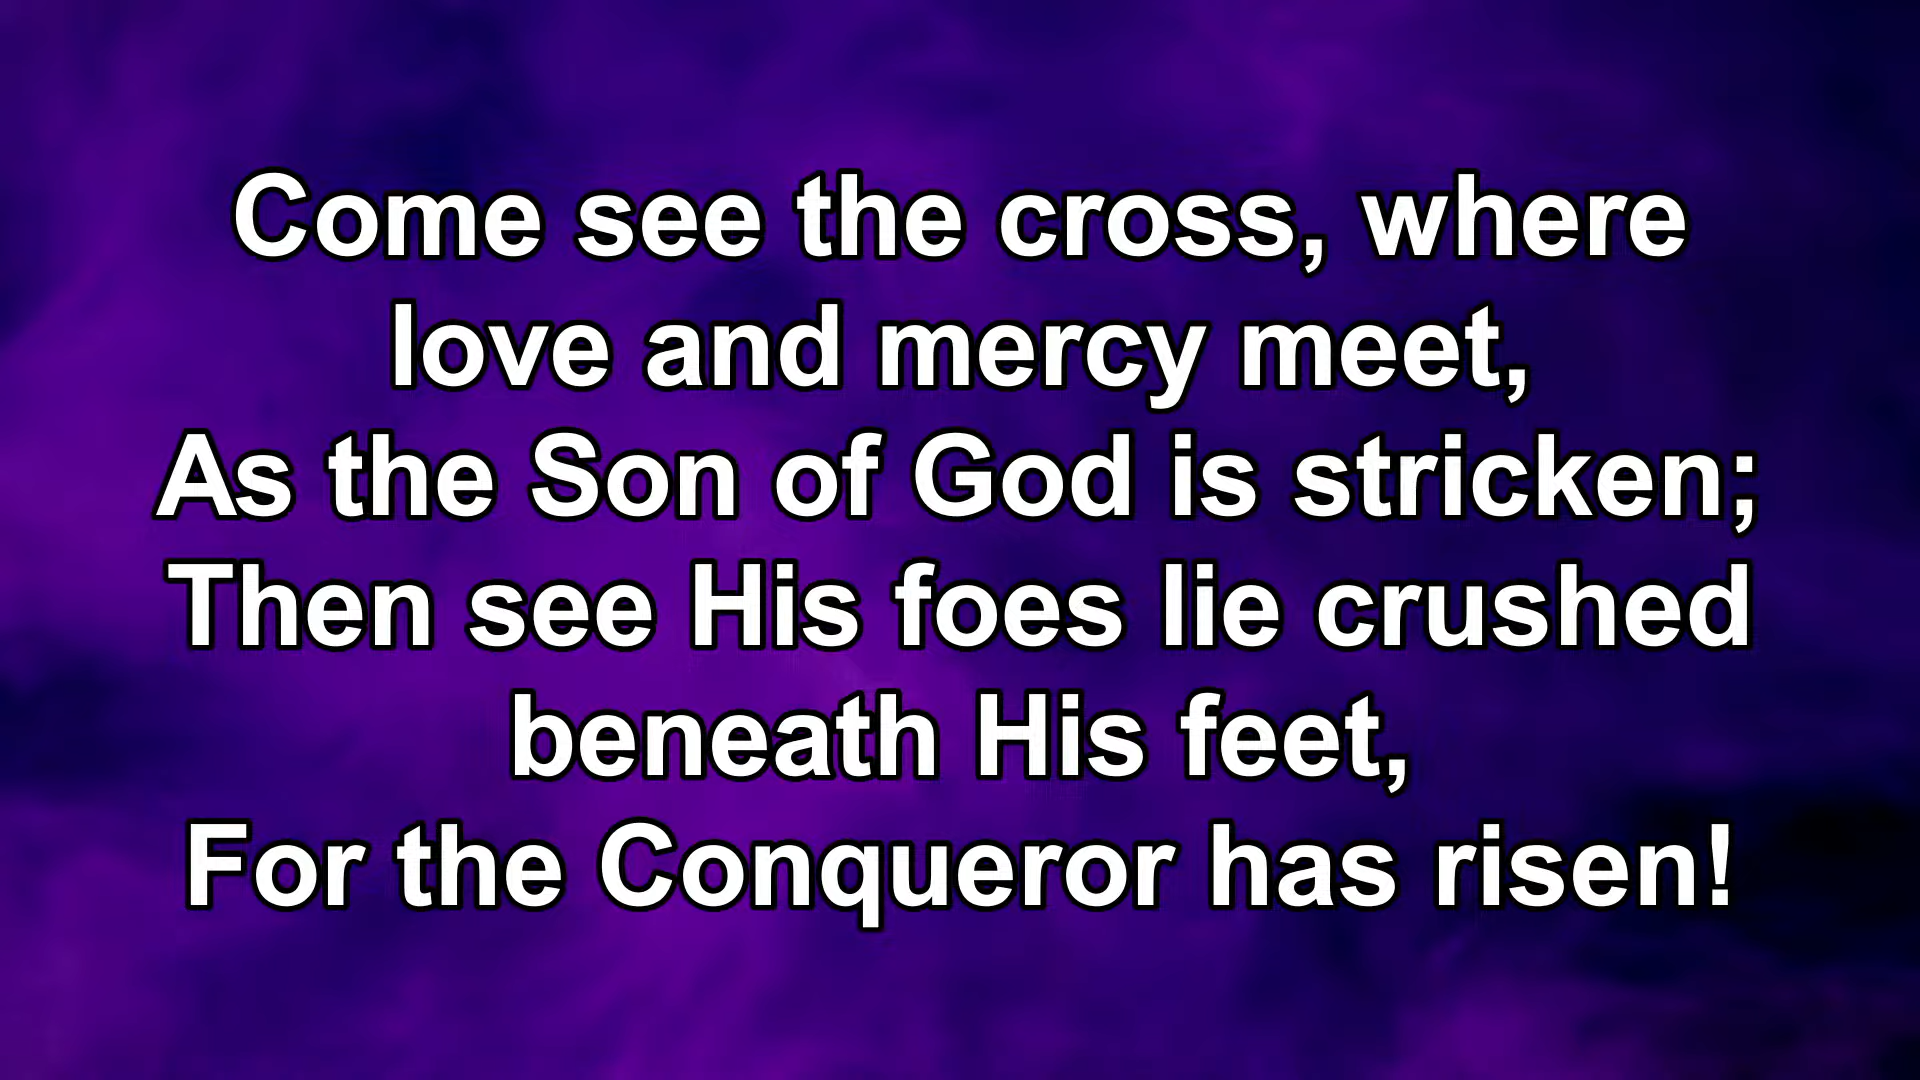 Come see the cross, where
love and mercy meet,
As the Son of God is stricken;
Then see His foes lie crushed
beneath His feet,
For the Conqueror has risen!